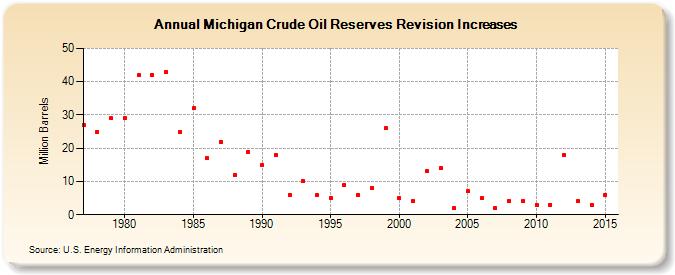 Annual Michigan Crude Oil Reserves Revision Increases
Million Barrels
50
40
30
20
10
0
1980 1985 1990 1995 2000 2005 2010 2015
Source: U.S. Energy Information Administration